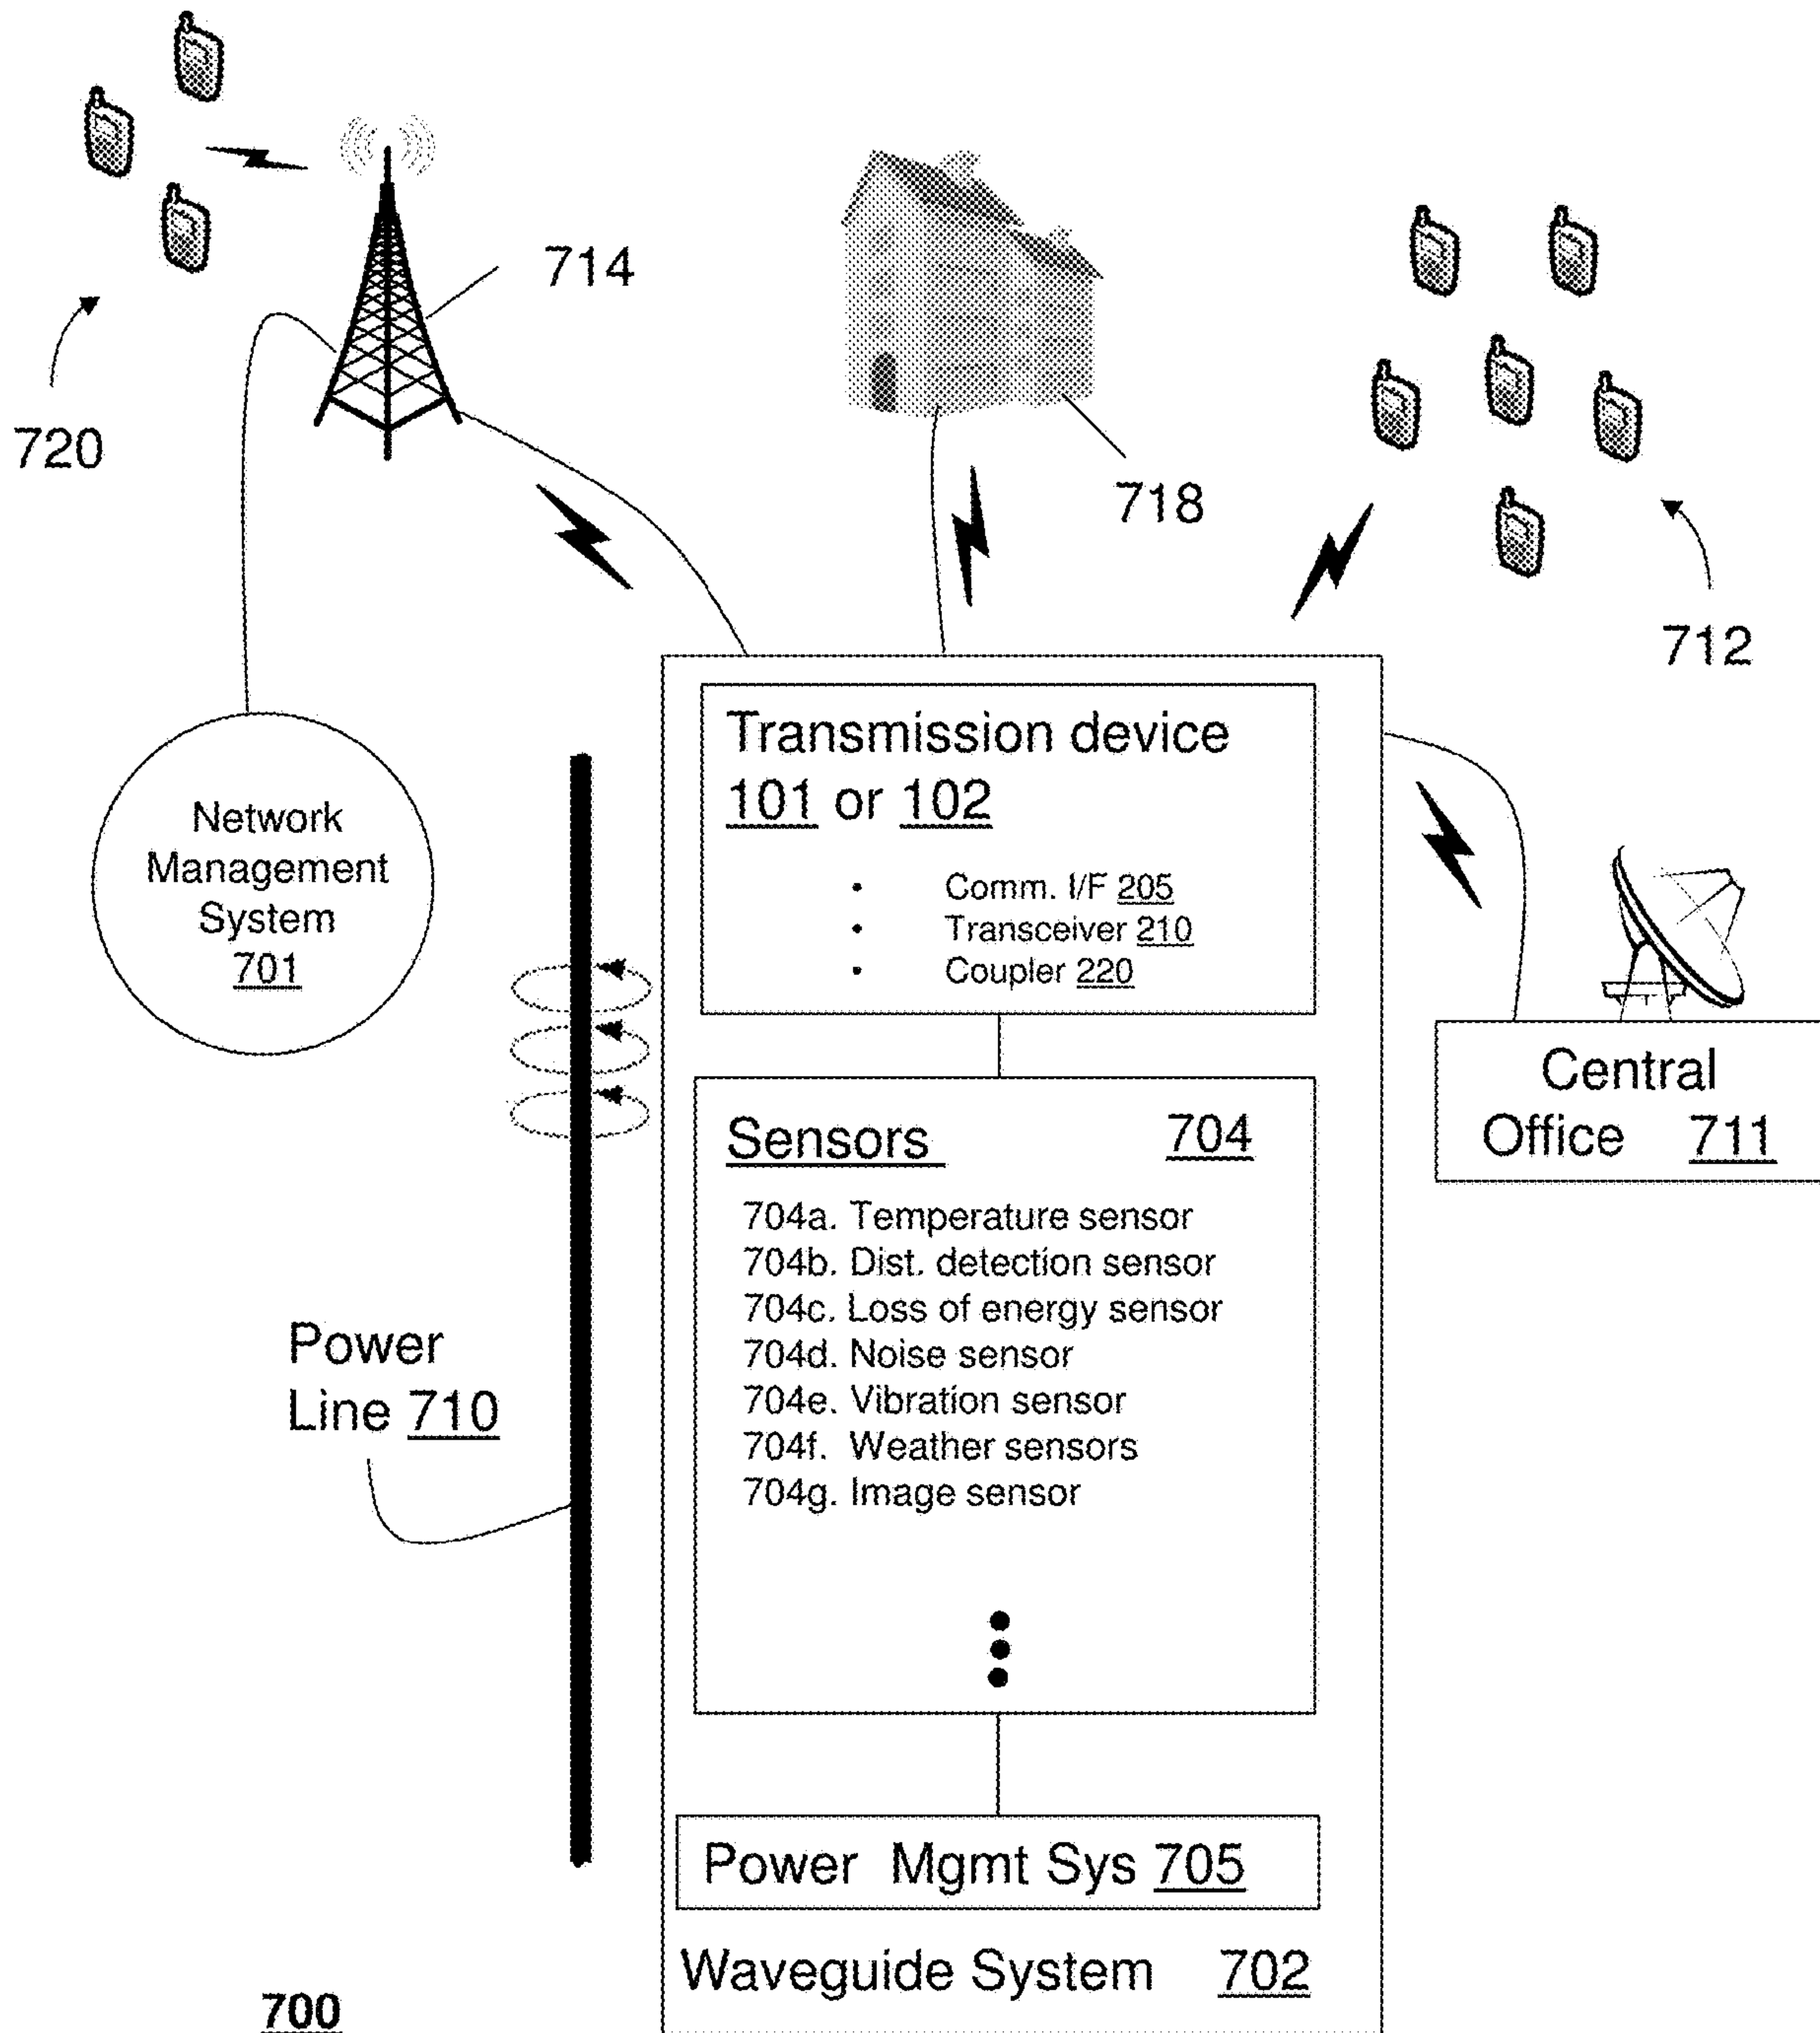 714
720
718
712
Network
Management
System
701
Transmission device
101 or 102
• Comm. I/F 205
• Transceiver 210
• Coupler 220
Central
Office 711
Sensors 704
704a. Temperature sensor
704b. Dist. detection sensor
704c. Loss of energy sensor
704d. Noise sensor
704e. Vibration sensor
704f. Weather sensors
704g. Image sensor
Power
Line 710
Power Mgmt Sys 705
Waveguide System 702
700